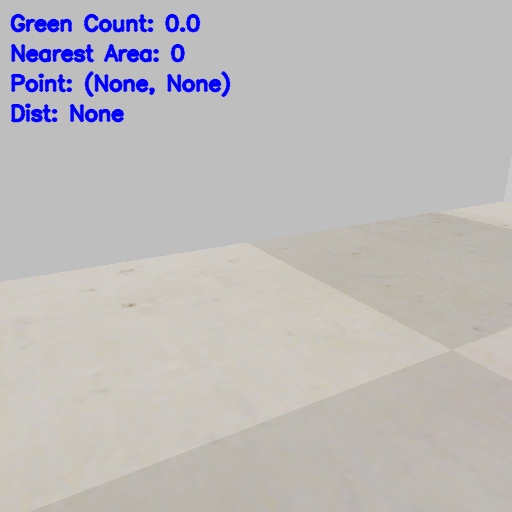 Green Count: 0.0
Nearest Area: 0
Point: (None, None)
Dist: None